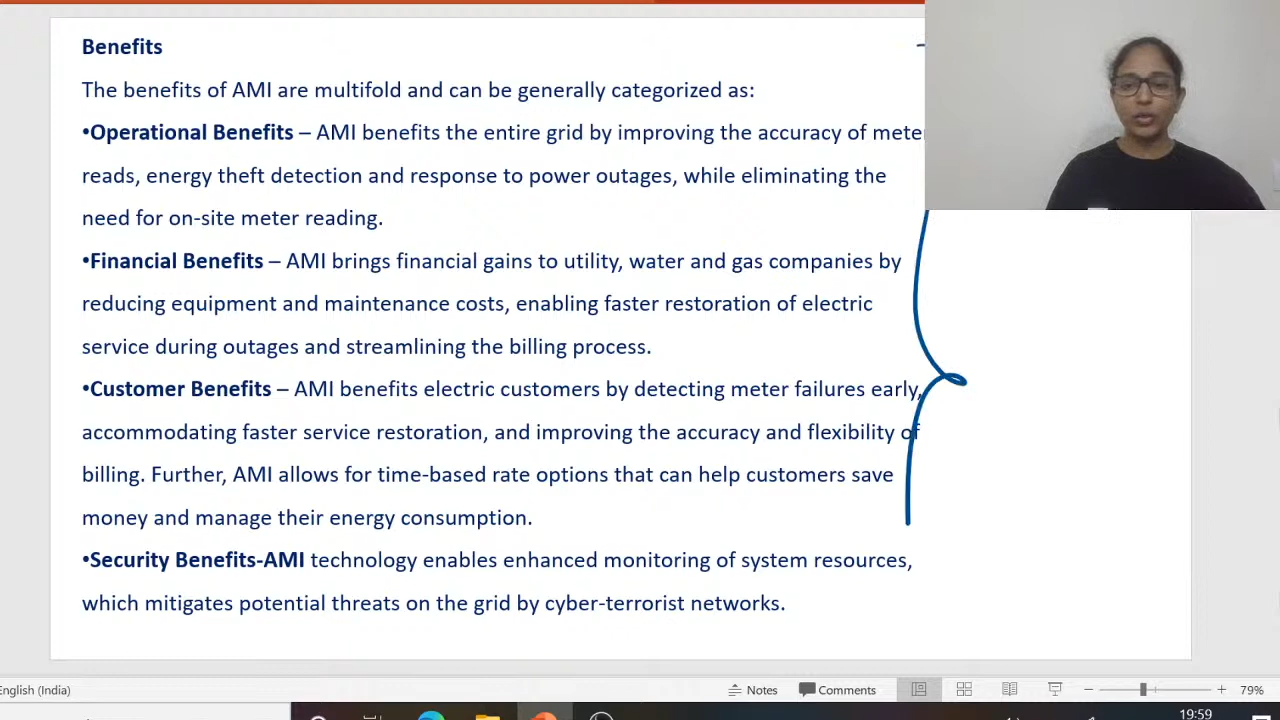 Benefits
The benefits of AMI are multifold and can be generally categorized as:
•Operational Benefits – AMI benefits the entire grid by improving the accuracy of meter
reads, energy theft detection and response to power outages, while eliminating the
need for on-site meter reading.
•Financial Benefits – AMI brings financial gains to utility, water and gas companies by
reducing equipment and maintenance costs, enabling faster restoration of electric
service during outages and streamlining the billing process.
•Customer Benefits – AMI benefits electric customers by detecting meter failures early,
accommodating faster service restoration, and improving the accuracy and flexibility of
billing. Further, AMI allows for time-based rate options that can help customers save
money and manage their energy consumption.
•Security Benefits-AMI technology enables enhanced monitoring of system resources,
which mitigates potential threats on the grid by cyber-terrorist networks.
English (India) Notes Comments 79%
19:59